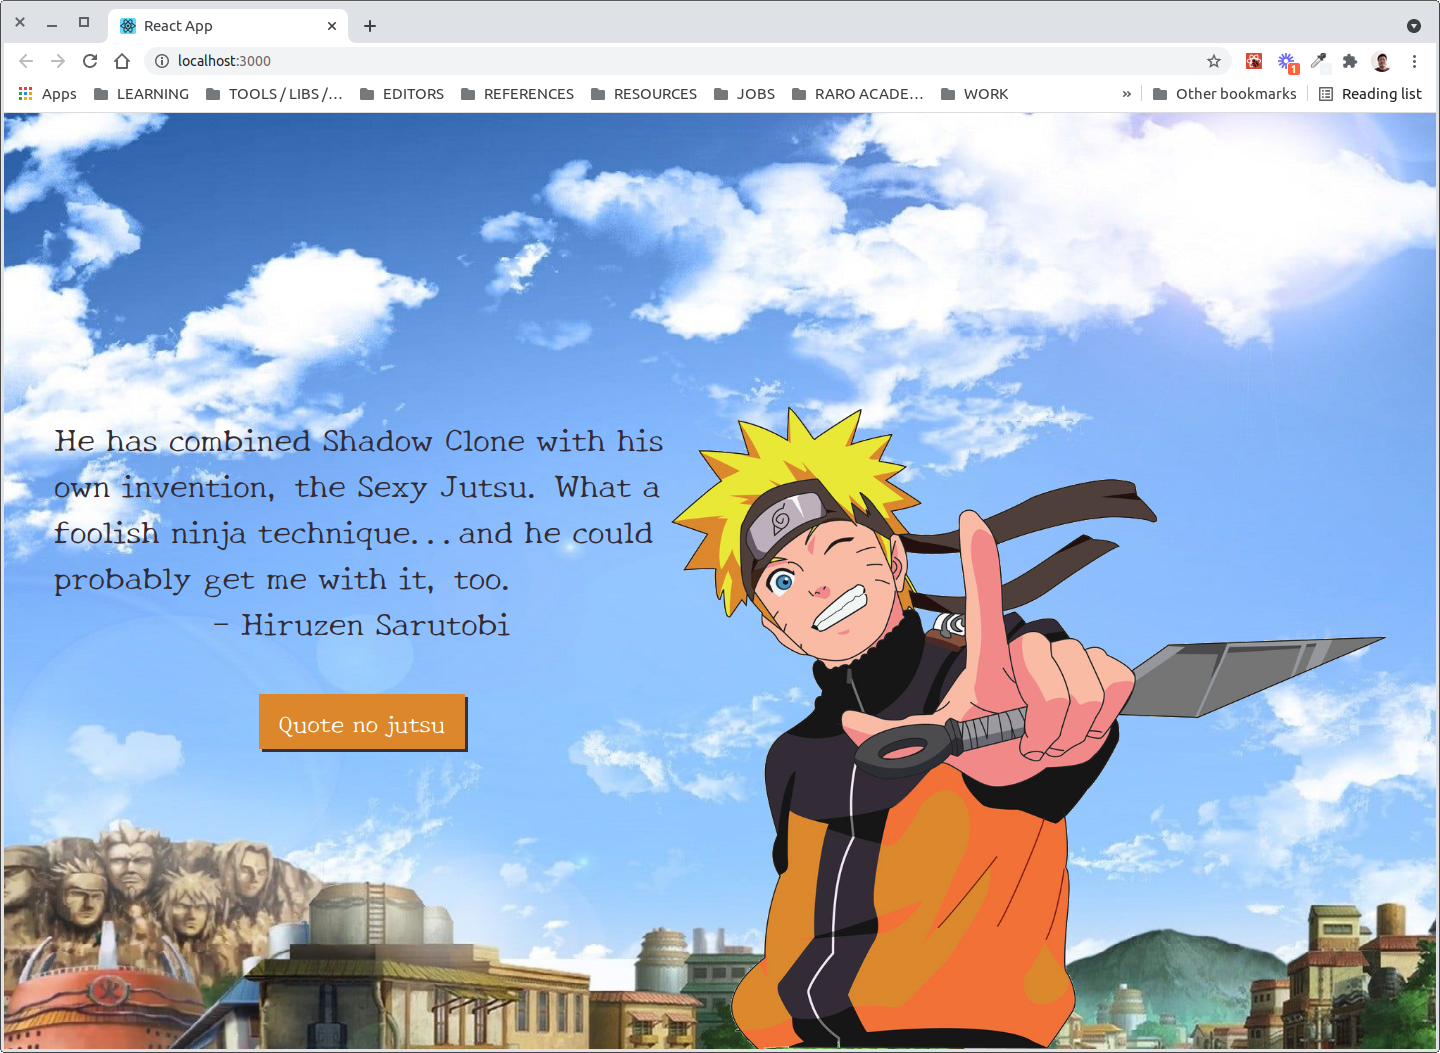 React App
localhost:3000
1
Apps LEARNING TOOLS / LIBS /... EDITORS REFERENCES RESOURCES JOBS RARO ACADE... WORK » Other bookmarks Reading list
He has combined Shadow Clone with his
own invention, the Sexy Jutsu. What a
foolish ninja technique...and he could
probably get me with it, too.
- Hiruzen Sarutobi
Quote no jutsu